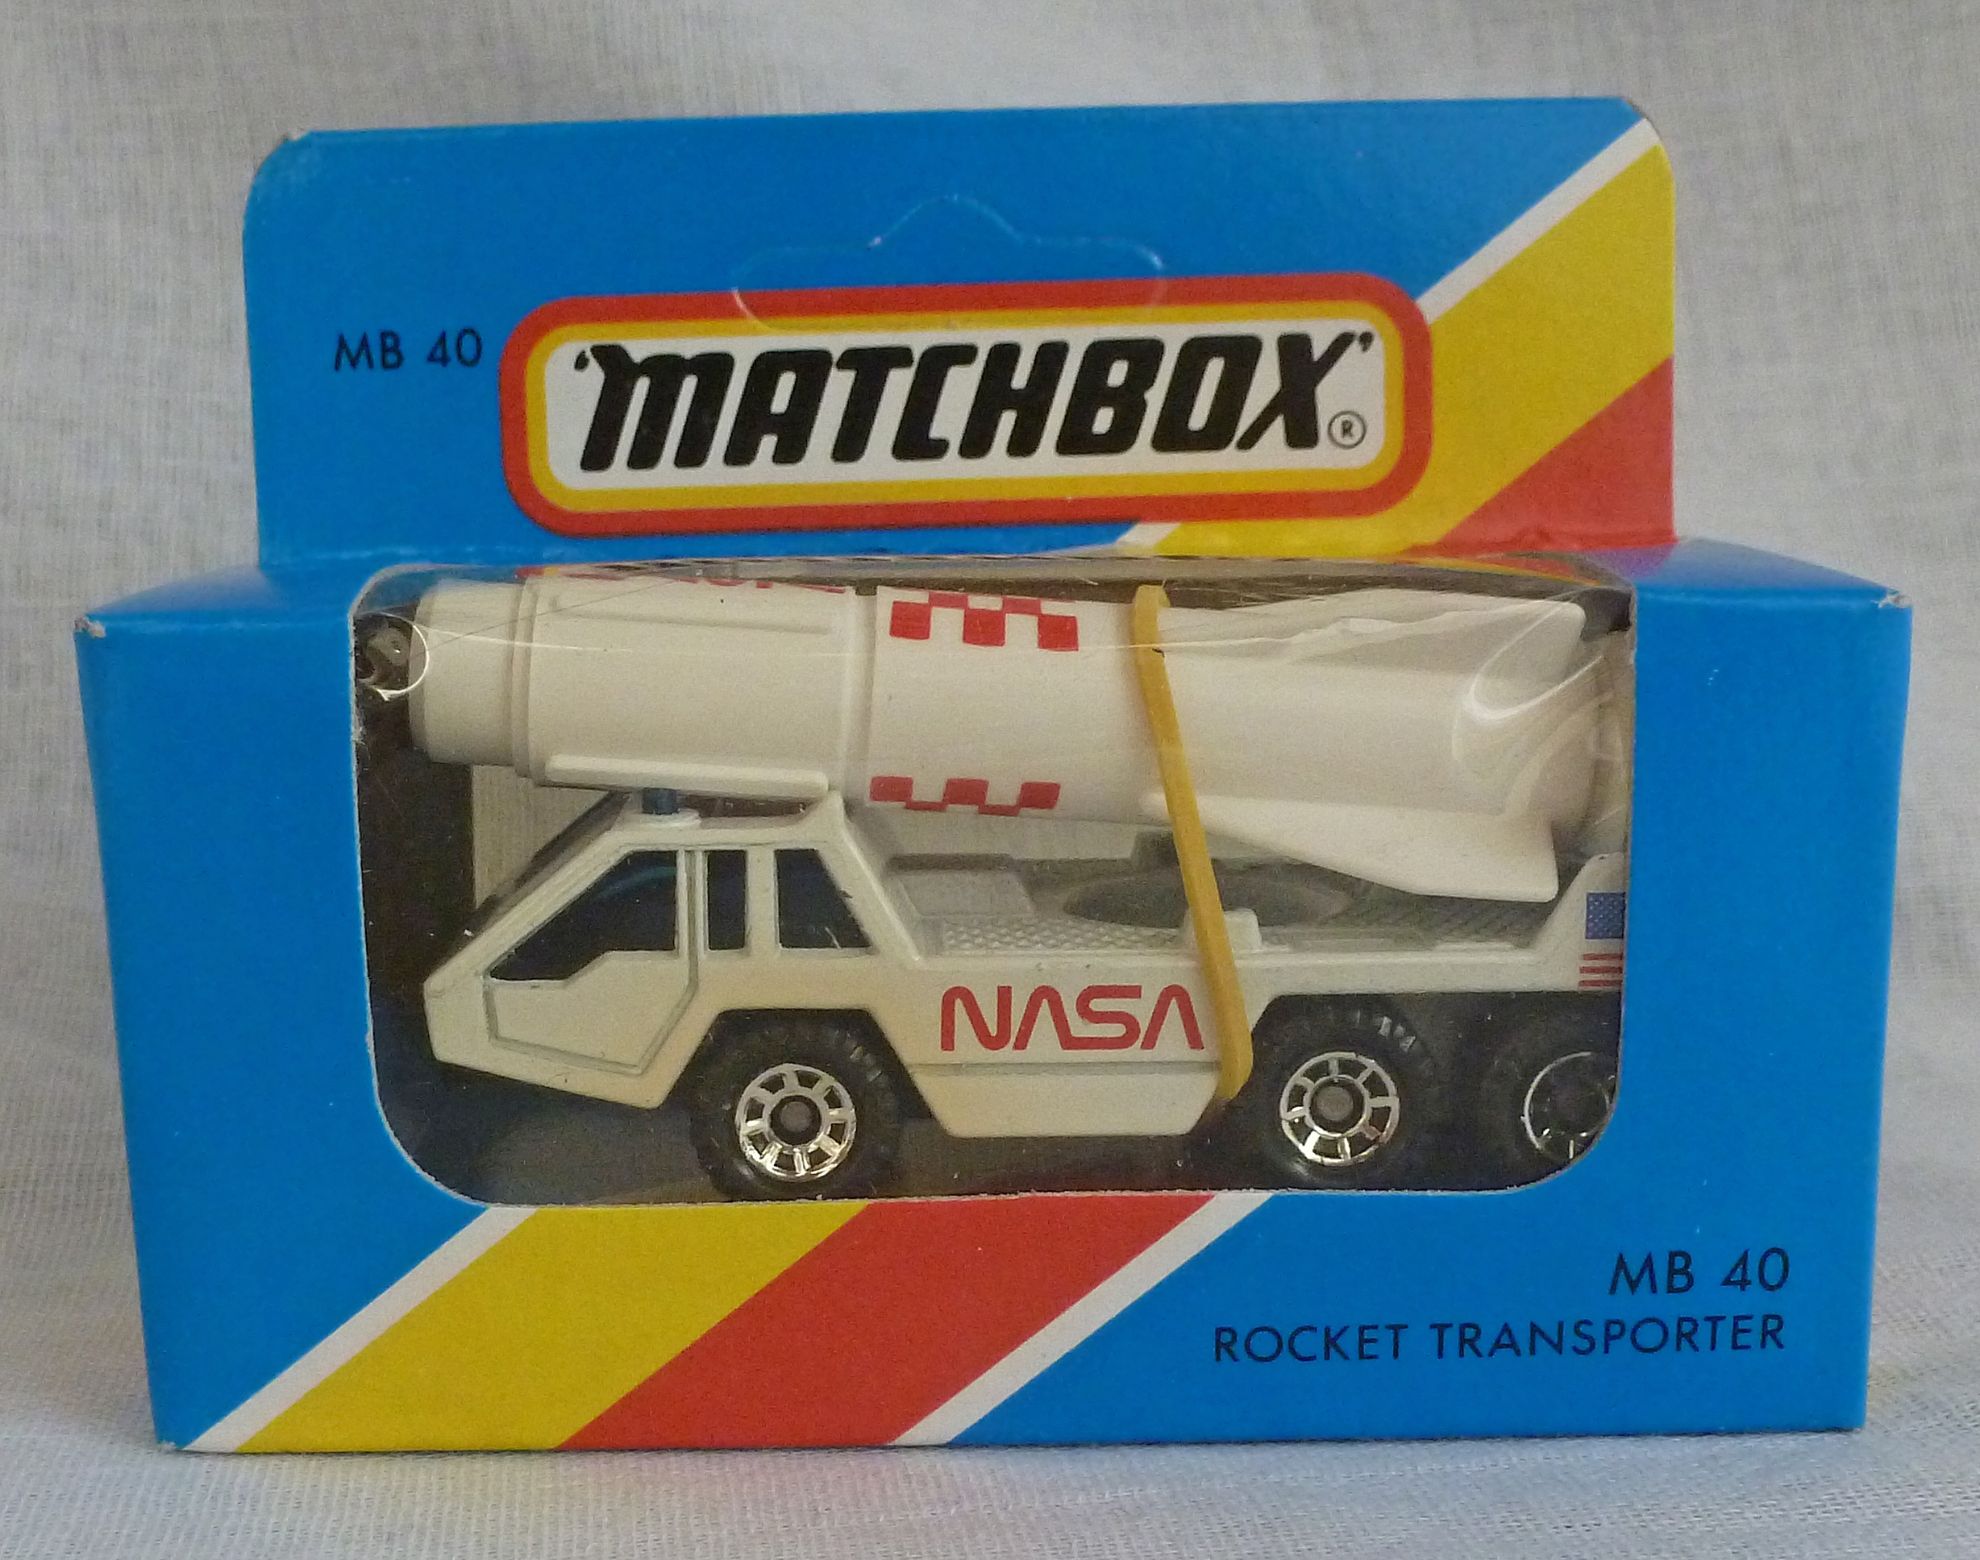 MB 40
'MATCHBOX'®
NASA
MB 40
ROCKET TRANSPORTER